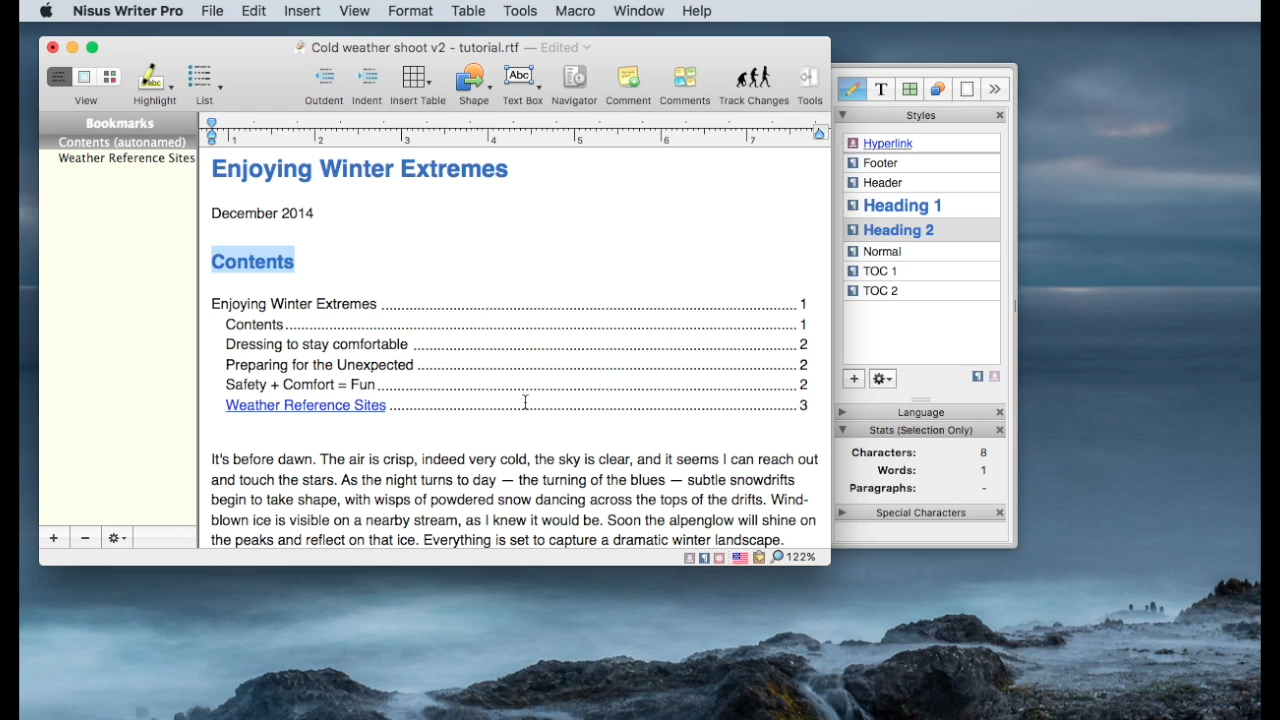 Nisus Writer Pro File Edit Insert View Format Table Tools Macro Window Help
Cold weather shoot v2 - tutorial.rtf — Edited
abc Abc
View Highlight List Outdent Indent Insert Table Shape Text Box Navigator Comment Comments Track Changes Tools
Bookmarks
Contents (autonamed)
Weather Reference Sites
1 2 3 4 5 6 7
Enjoying Winter Extremes
December 2014
Contents
Enjoying Winter Extremes 1
Contents 1
Dressing to stay comfortable 2
Preparing for the Unexpected 2
Safety + Comfort = Fun 2
Weather Reference Sites 3
It's before dawn. The air is crisp, indeed very cold, the sky is clear, and it seems I can reach out
and touch the stars. As the night turns to day — the turning of the blues — subtle snowdrifts
begin to take shape, with wisps of powdered snow dancing across the tops of the drifts. Wind-
blown ice is visible on a nearby stream, as I knew it would be. Soon the alpenglow will shine on
the peaks and reflect on that ice. Everything is set to capture a dramatic winter landscape.
122%
T
Styles
Hyperlink
Footer
Header
Heading 1
Heading 2
Normal
TOC 1
TOC 2
Language
Stats (Selection Only)
Characters: 8
Words: 1
Paragraphs: -
Special Characters